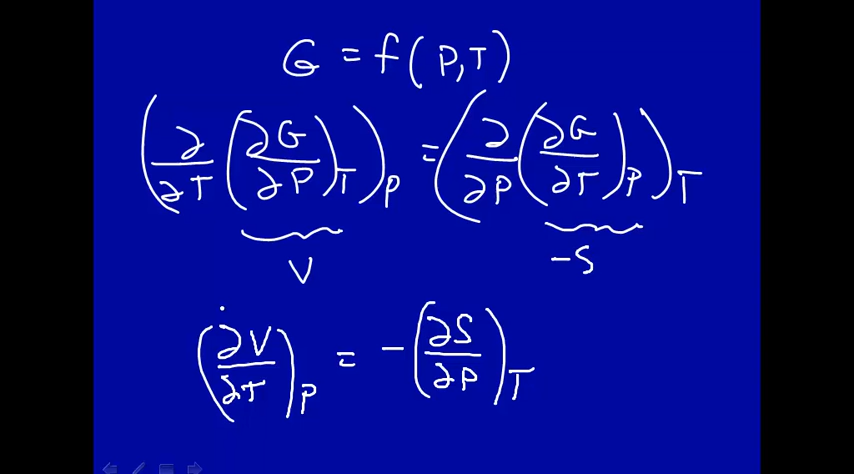 G = f(P,T)
(∂/∂T (∂G/∂P)_T)_P = (∂/∂P (∂G/∂T)_P)_T
V -S
(∂V/∂T)_P = -(∂S/∂P)_T